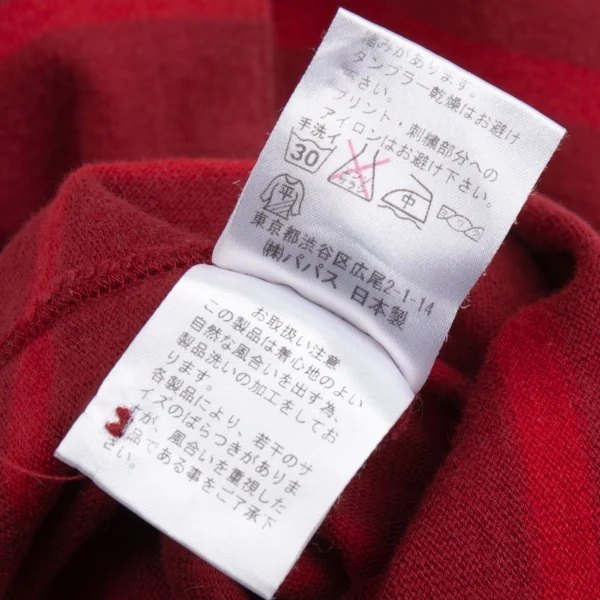 縮みがあります。
タンブラー乾燥はお避け
下さい。
プリント・刺繍部分への
アイロンはお避け下さい。
手洗イ
30
中
平
東京都渋谷区広尾2-1-14
㈱パパス 日本製
お取扱い注意
この製品は着心地のよい
自然な風合いを出す為、
製品洗いの加工をしてお
ります。
各製品により、若干のサ
イズのばらつきがありま
が、風合いを重視した
品である事をご了承下
さい。